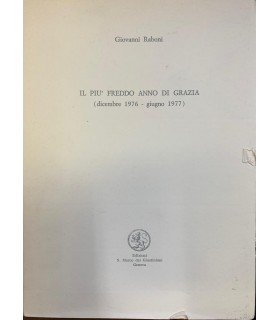 Giovanni Raboni
IL PIU' FREDDO ANNO DI GRAZIA
(dicembre 1976 - giugno 1977)
Edizioni
S. Marco dei Giustiniani
Genova